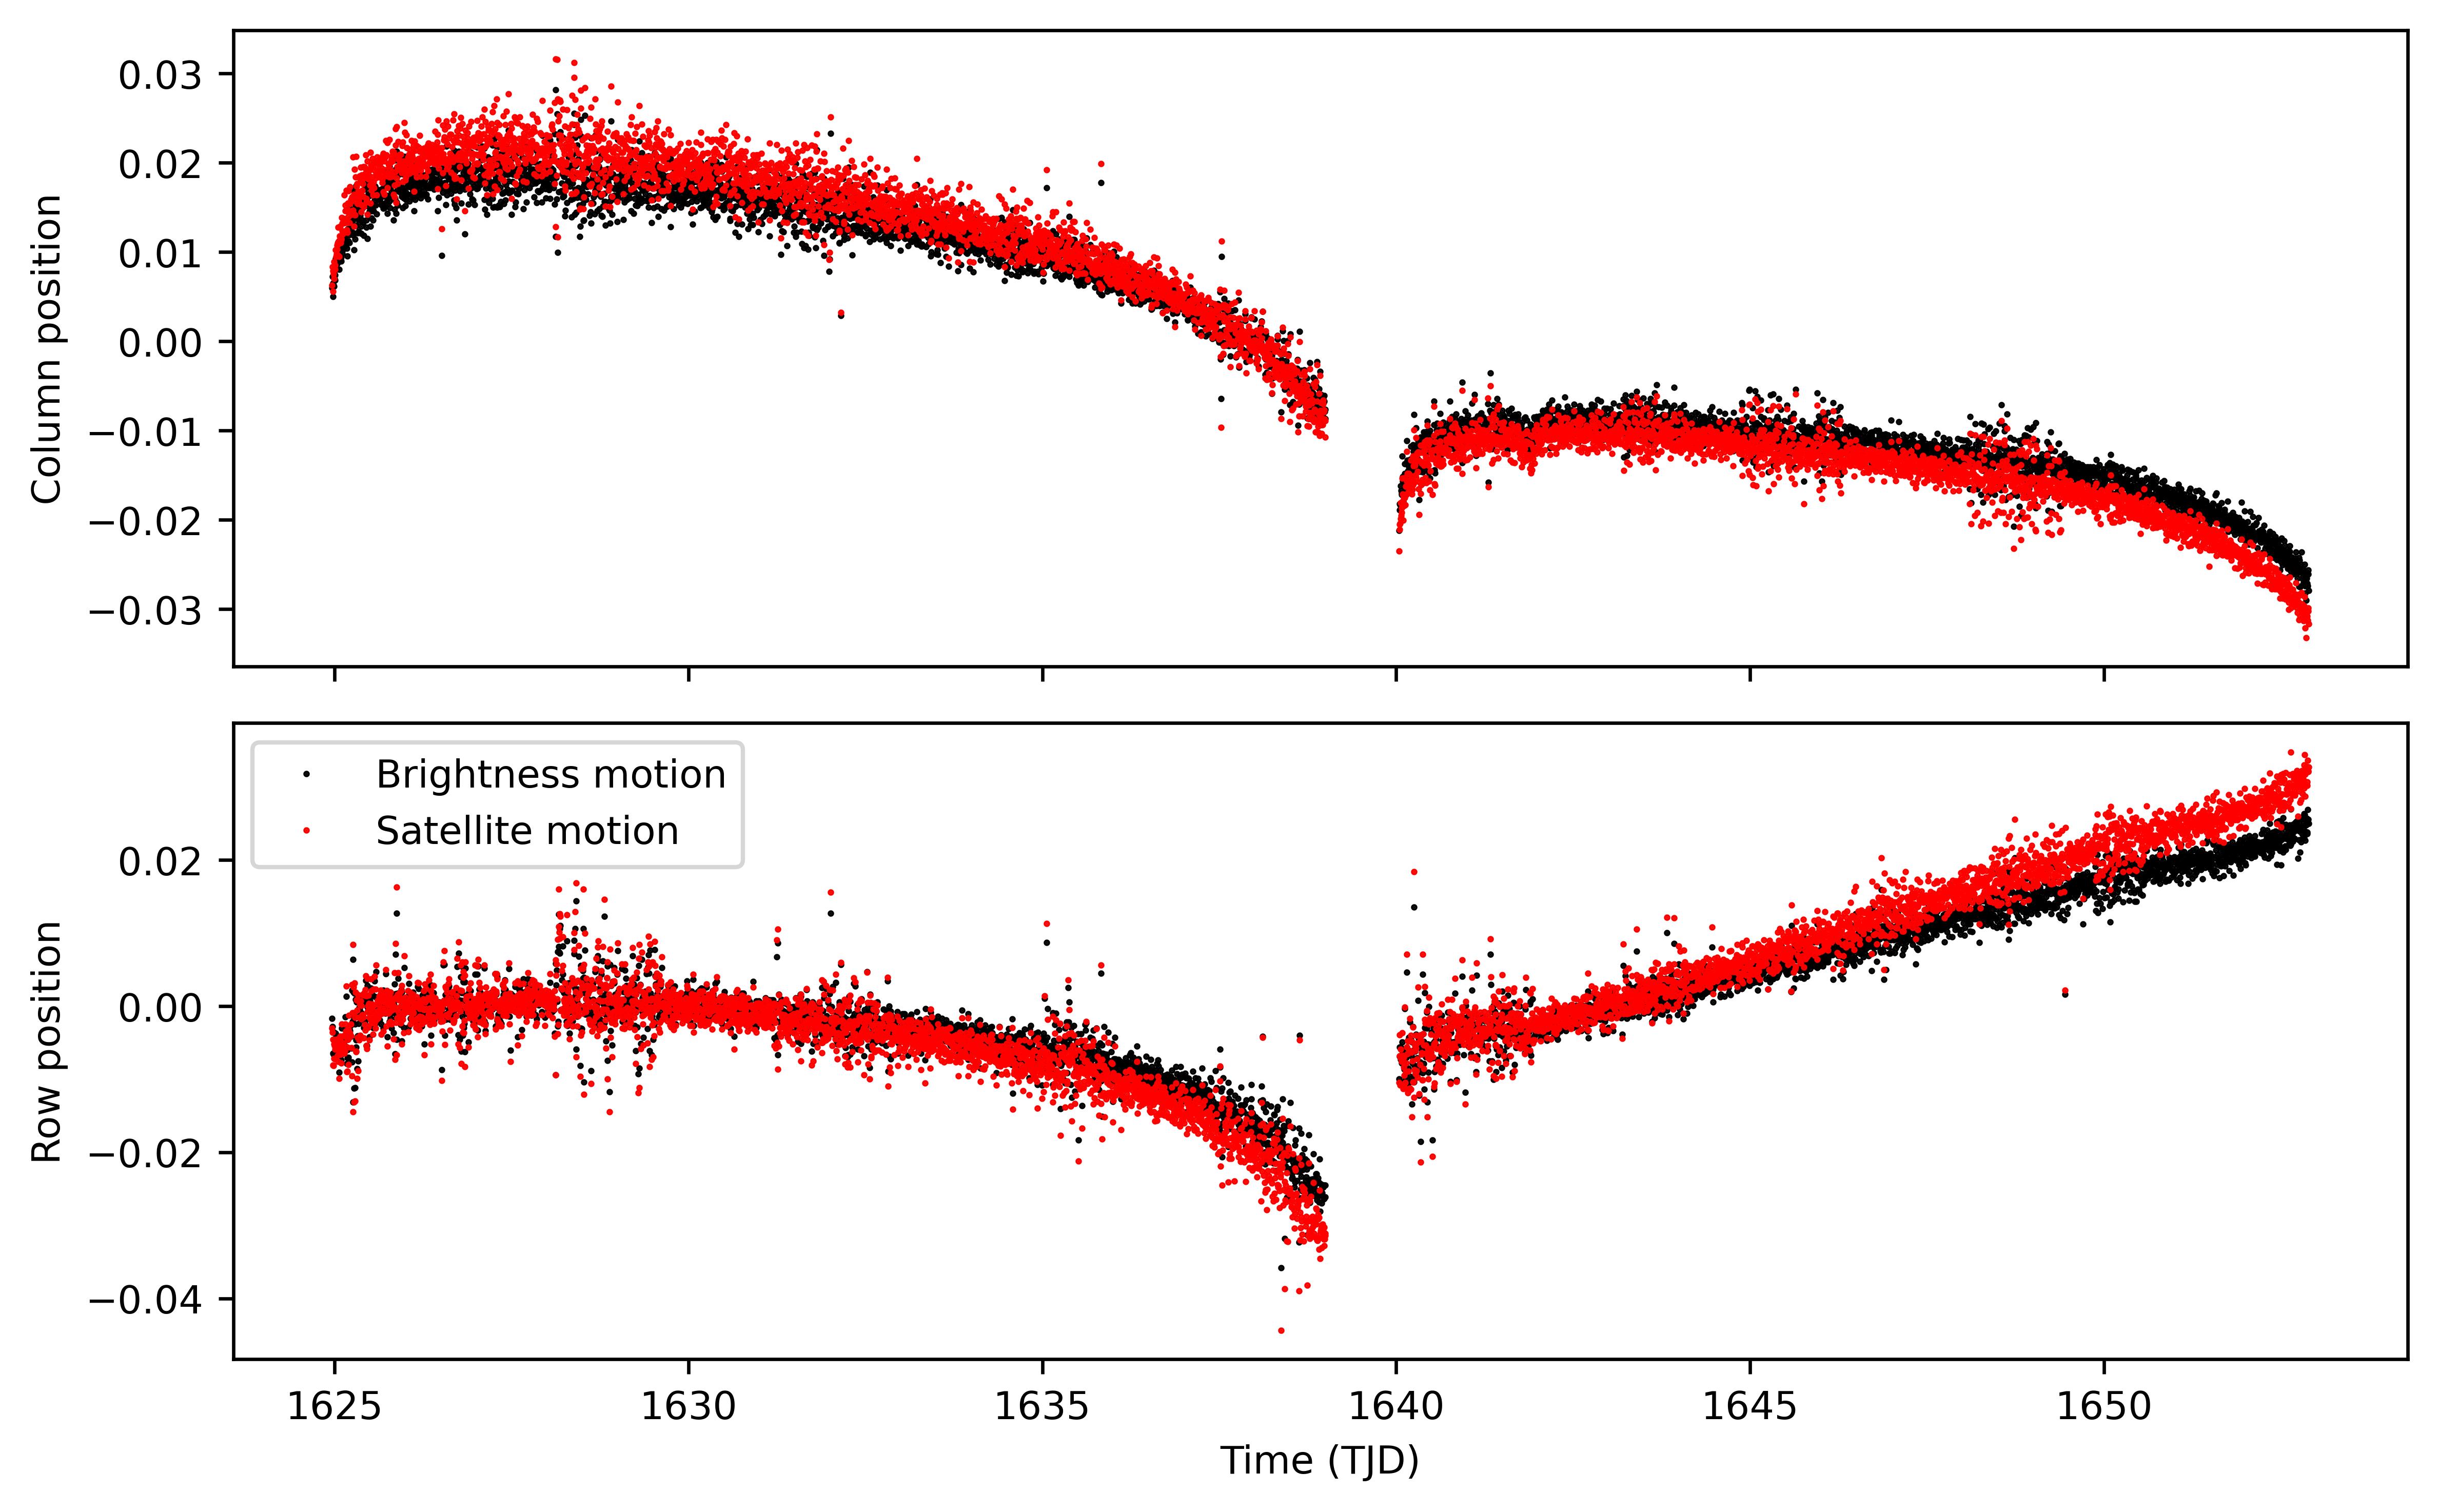 0.03
0.02
0.01
0.00
−0.01
−0.02
−0.03
Column position
Brightness motion
Satellite motion
0.02
0.00
−0.02
−0.04
Row position
1625 1630 1635 1640 1645 1650
Time (TJD)